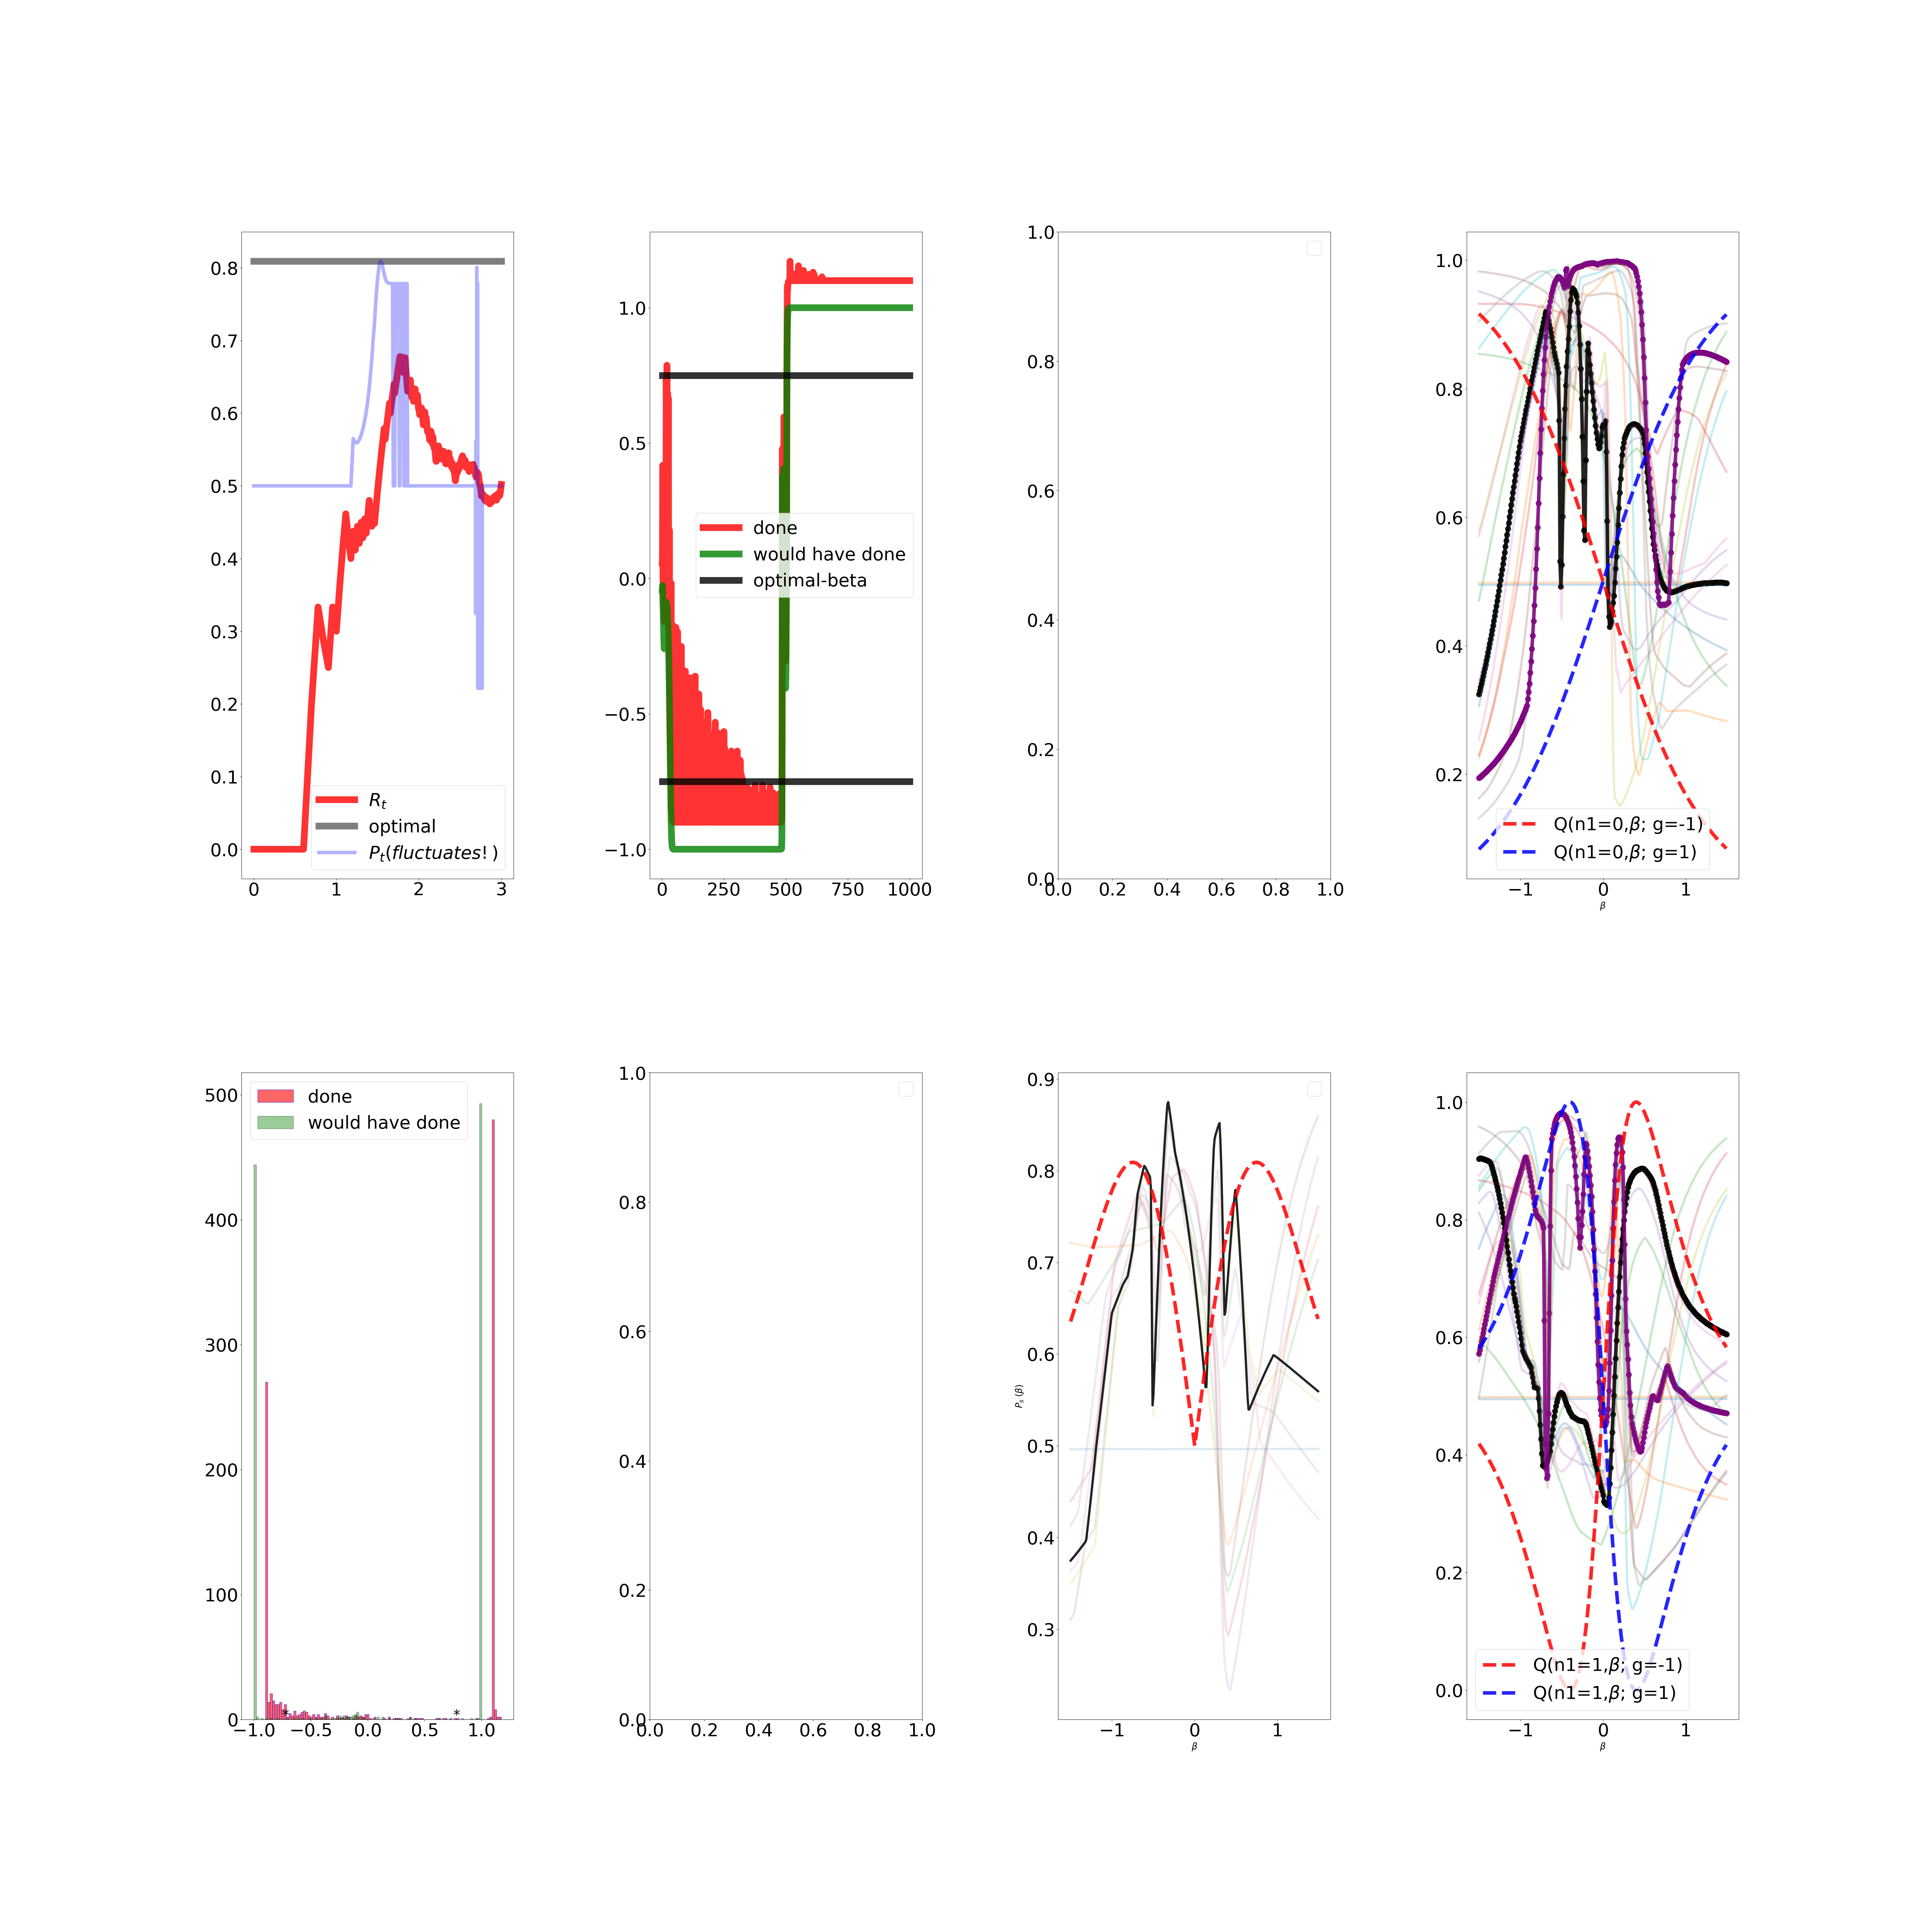 0.8
0.7
0.6
0.5
0.4
0.3
0.2
0.1
0.0
0 1 2 3
R_t
optimal
P_t(fluctuates!)
1.0
0.5
0.0
−0.5
−1.0
0 250 500 750 1000
done
would have done
optimal-beta
1.0
0.8
0.6
0.4
0.2
0.0
0.0 0.2 0.4 0.6 0.8 1.0
1.0
0.8
0.6
0.4
0.2
−1 0 1
β
Q(n1=0,β; g=-1)
Q(n1=0,β; g=1)
500
400
300
200
100
0
−1.0 −0.5 0.0 0.5 1.0
done
would have done
* *
1.0
0.8
0.6
0.4
0.2
0.0
0.0 0.2 0.4 0.6 0.8 1.0
P_s (β)
0.9
0.8
0.7
0.6
0.5
0.4
0.3
−1 0 1
β
1.0
0.8
0.6
0.4
0.2
0.0
−1 0 1
β
Q(n1=1,β; g=-1)
Q(n1=1,β; g=1)